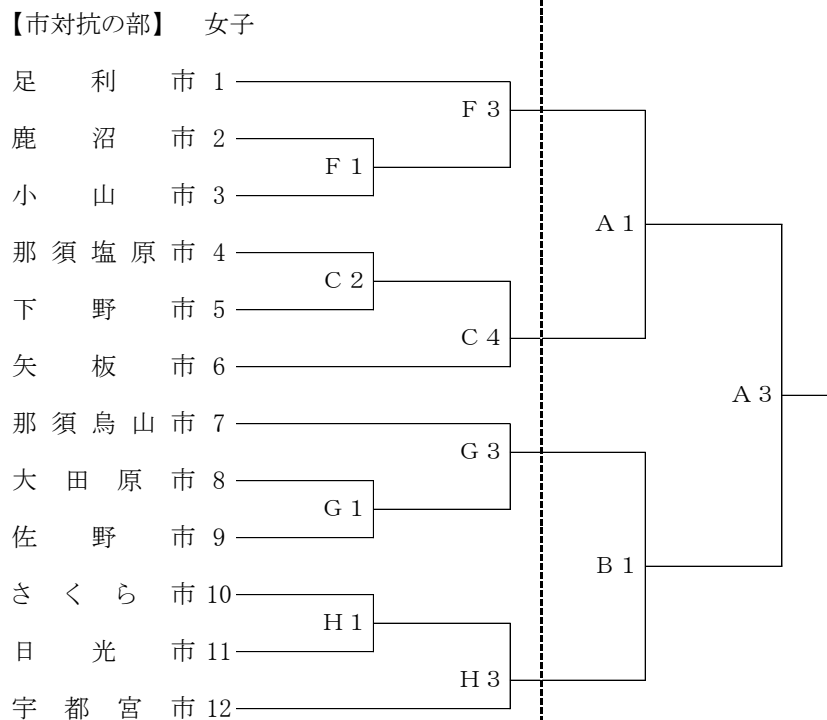 【市対抗の部】　女子
足利市 1
F 3
鹿沼市 2
F 1
小山市 3
A 1
那須塩原市 4
C 2
下野市 5
C 4
矢板市 6
A 3
那須烏山市 7
G 3
大田原市 8
G 1
佐野市 9
B 1
さくら市 10
H 1
日光市 11
H 3
宇都宮市 12